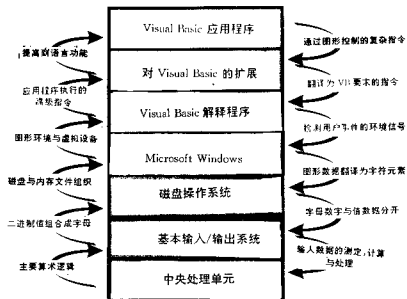 Visual Basic 应用程序
对 Visual Basic 的扩展
Visual Basic 解释程序
Microsoft Windows
磁盘操作系统
基本输入/输出系统
中央处理单元
提高到语言功能
应用程序执行的
高级指令
图形环境与虚拟设备
磁盘与内存文件组织
二进制值组合成字母
主要算术逻辑
通过图形控制的复杂指令
翻译为VB要求的指令
检测用户事件的环境信号
图形数据翻译为字符元素
字母数字与倍数据分开
输入数据的测定,计算
与处理